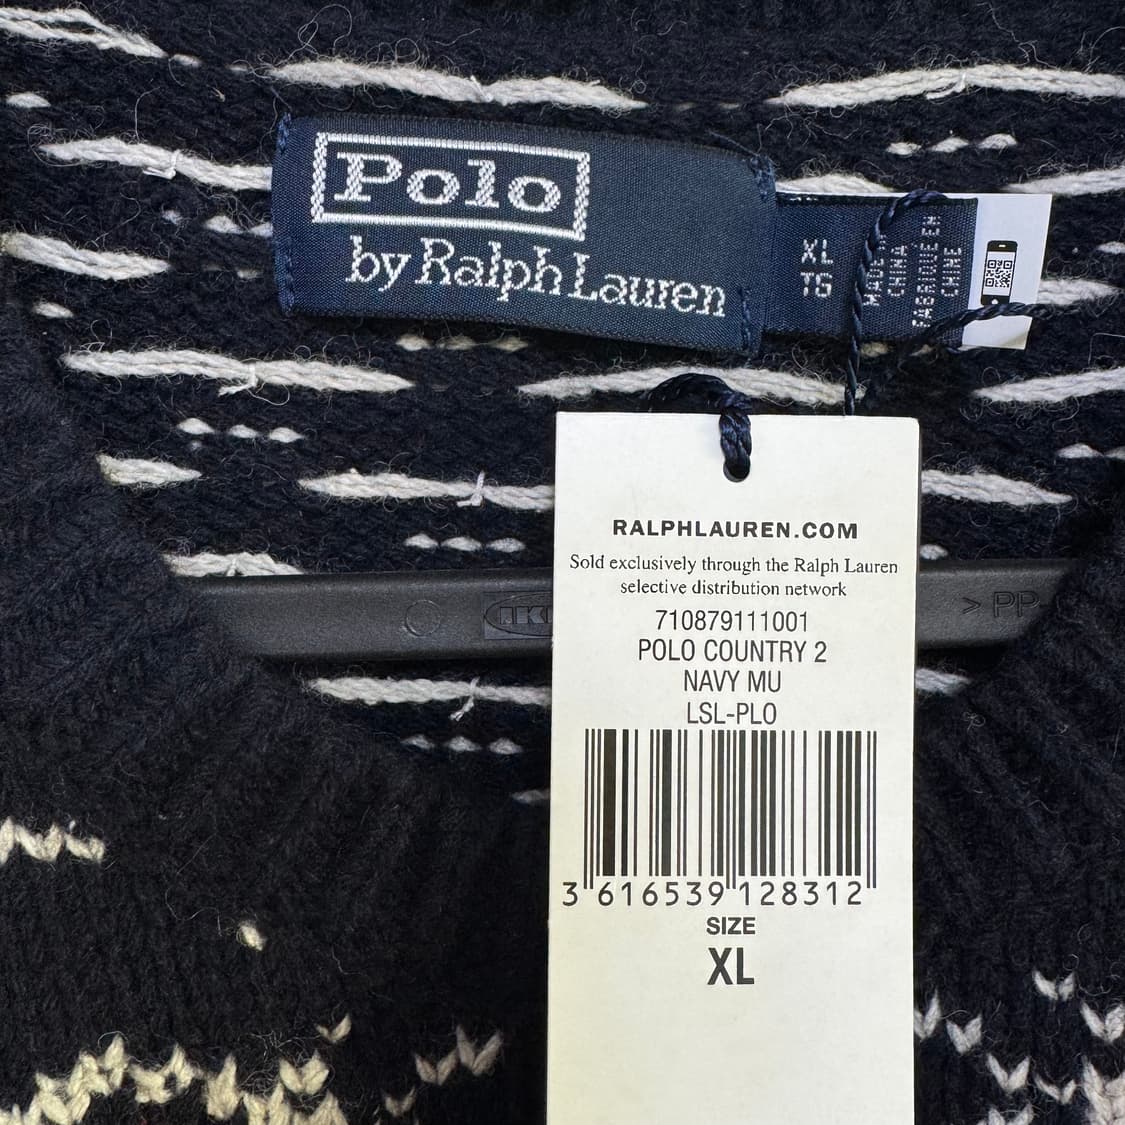 Polo
by Ralph Lauren
XL
TG
MADE IN
CHINA
FABRIQUE EN
CHINE
RALPHLAUREN.COM
Sold exclusively through the Ralph Lauren
selective distribution network
710879111001
POLO COUNTRY 2
NAVY MU
LSL-PLO
3 616539 128312
SIZE
XL
> PP